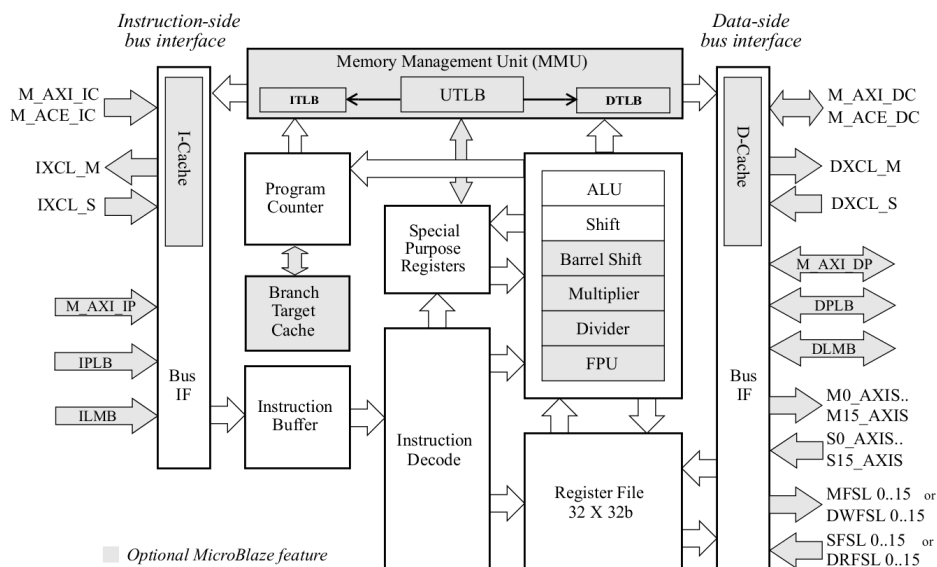 Instruction-side
bus interface
Data-side
bus interface
Memory Management Unit (MMU)
ITLB
UTLB
DTLB
M_AXI_IC
M_ACE_IC
IXCL_M
IXCL_S
I-Cache
M_AXI_IP
IPLB
ILMB
Bus
IF
Program
Counter
Branch
Target
Cache
Instruction
Buffer
Special
Purpose
Registers
Instruction
Decode
ALU
Shift
Barrel Shift
Multiplier
Divider
FPU
Register File
32 X 32b
D-Cache
Bus
IF
M_AXI_DC
M_ACE_DC
DXCL_M
DXCL_S
M_AXI_DP
DPLB
DLMB
M0_AXIS..
M15_AXIS
S0_AXIS..
S15_AXIS
MFSL 0..15 or
DWFSL 0..15
SFSL 0..15 or
DRFSL 0..15
Optional MicroBlaze feature